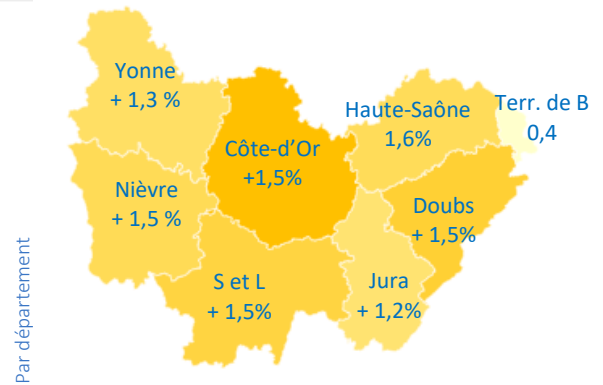 Yonne
+ 1,3 %
Côte-d’Or
+1,5%
Haute-Saône
1,6%
Terr. de B
0,4
Nièvre
+ 1,5 %
Doubs
+ 1,5%
S et L
+ 1,5%
Jura
+ 1,2%
Par département